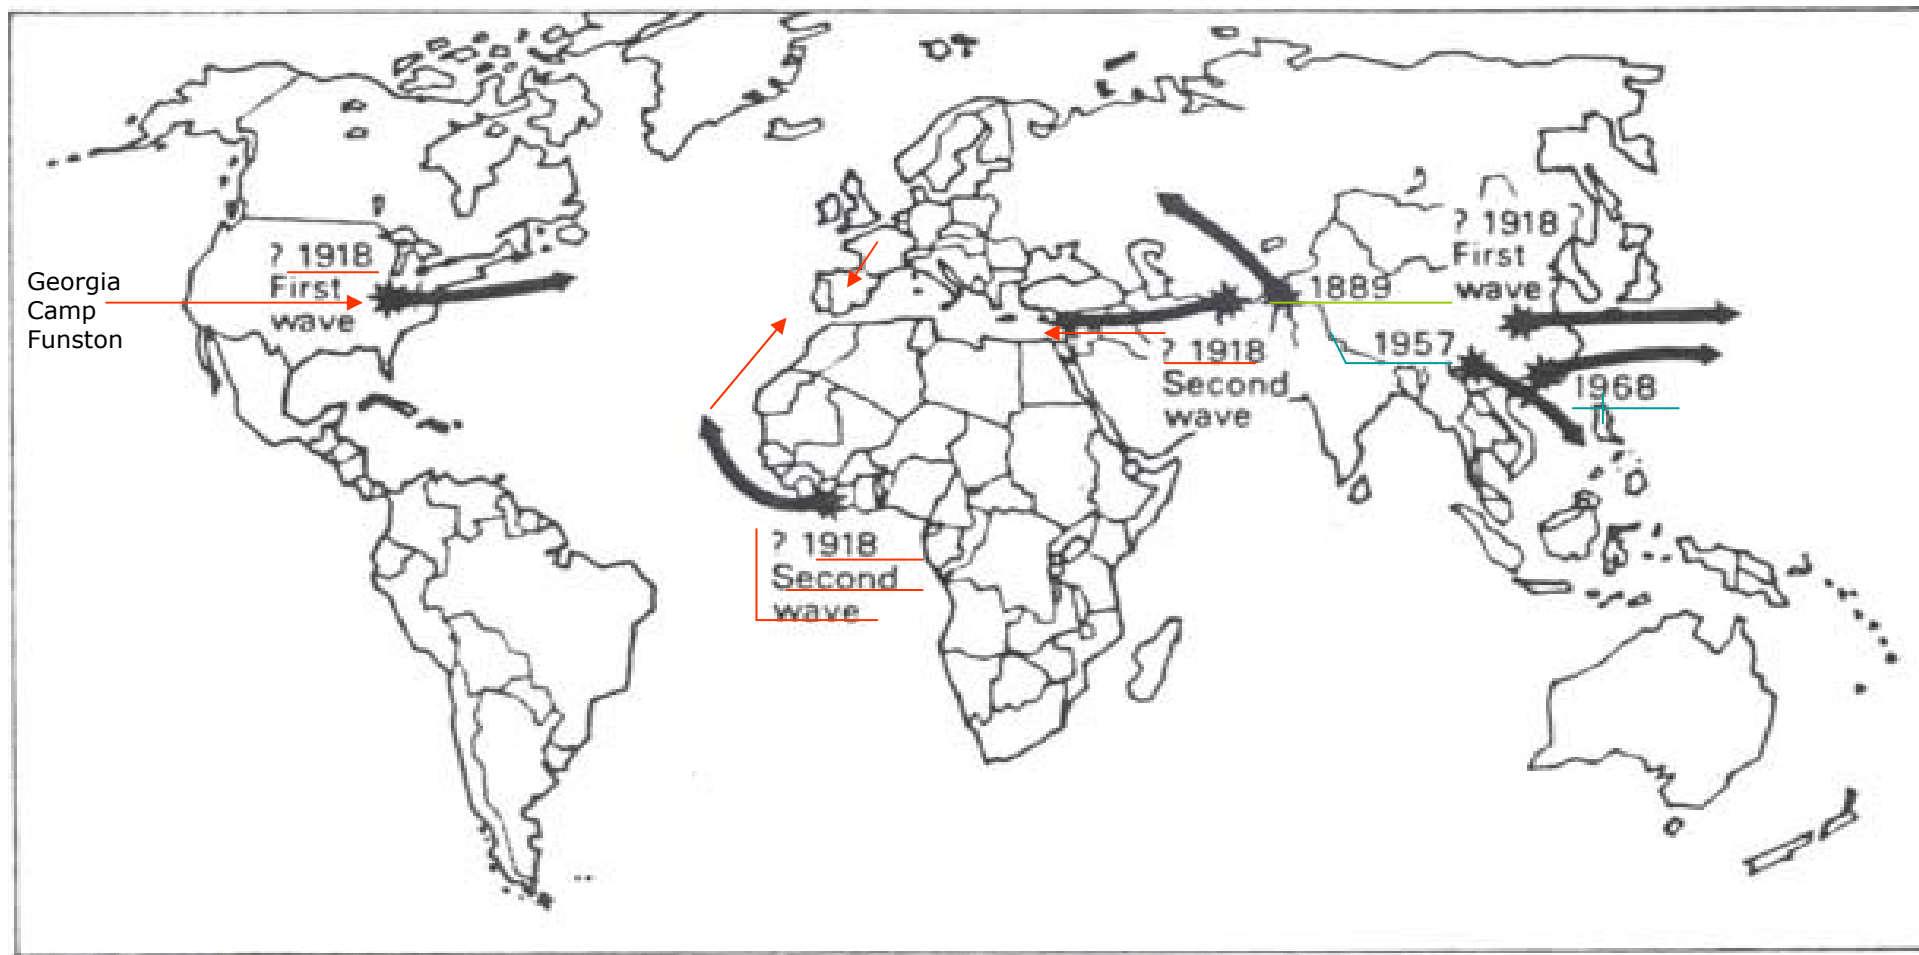 Georgia
Camp
Funston
? 1918
First
wave
? 1918
Second
wave
? 1918
Second
wave
1889
1957
? 1918 ?
First
wave
1968